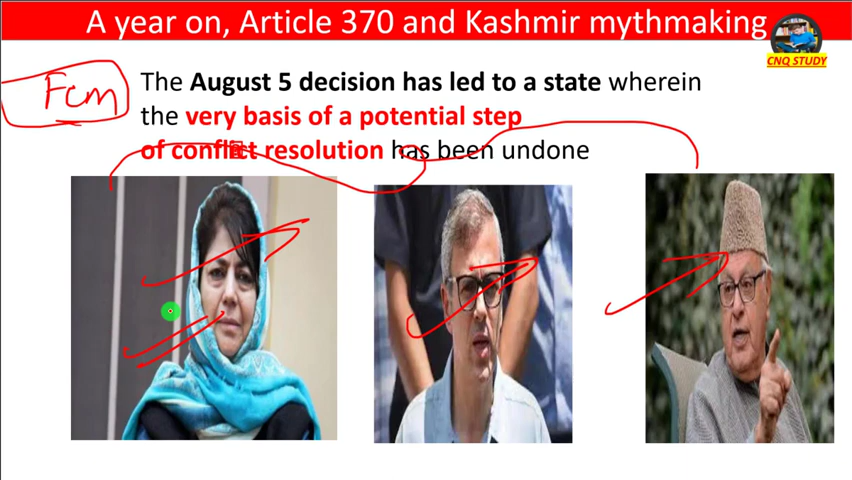 A year on, Article 370 and Kashmir mythmaking
CNQ STUDY
Fcm
The August 5 decision has led to a state wherein
the very basis of a potential step
of conflict resolution has been undone